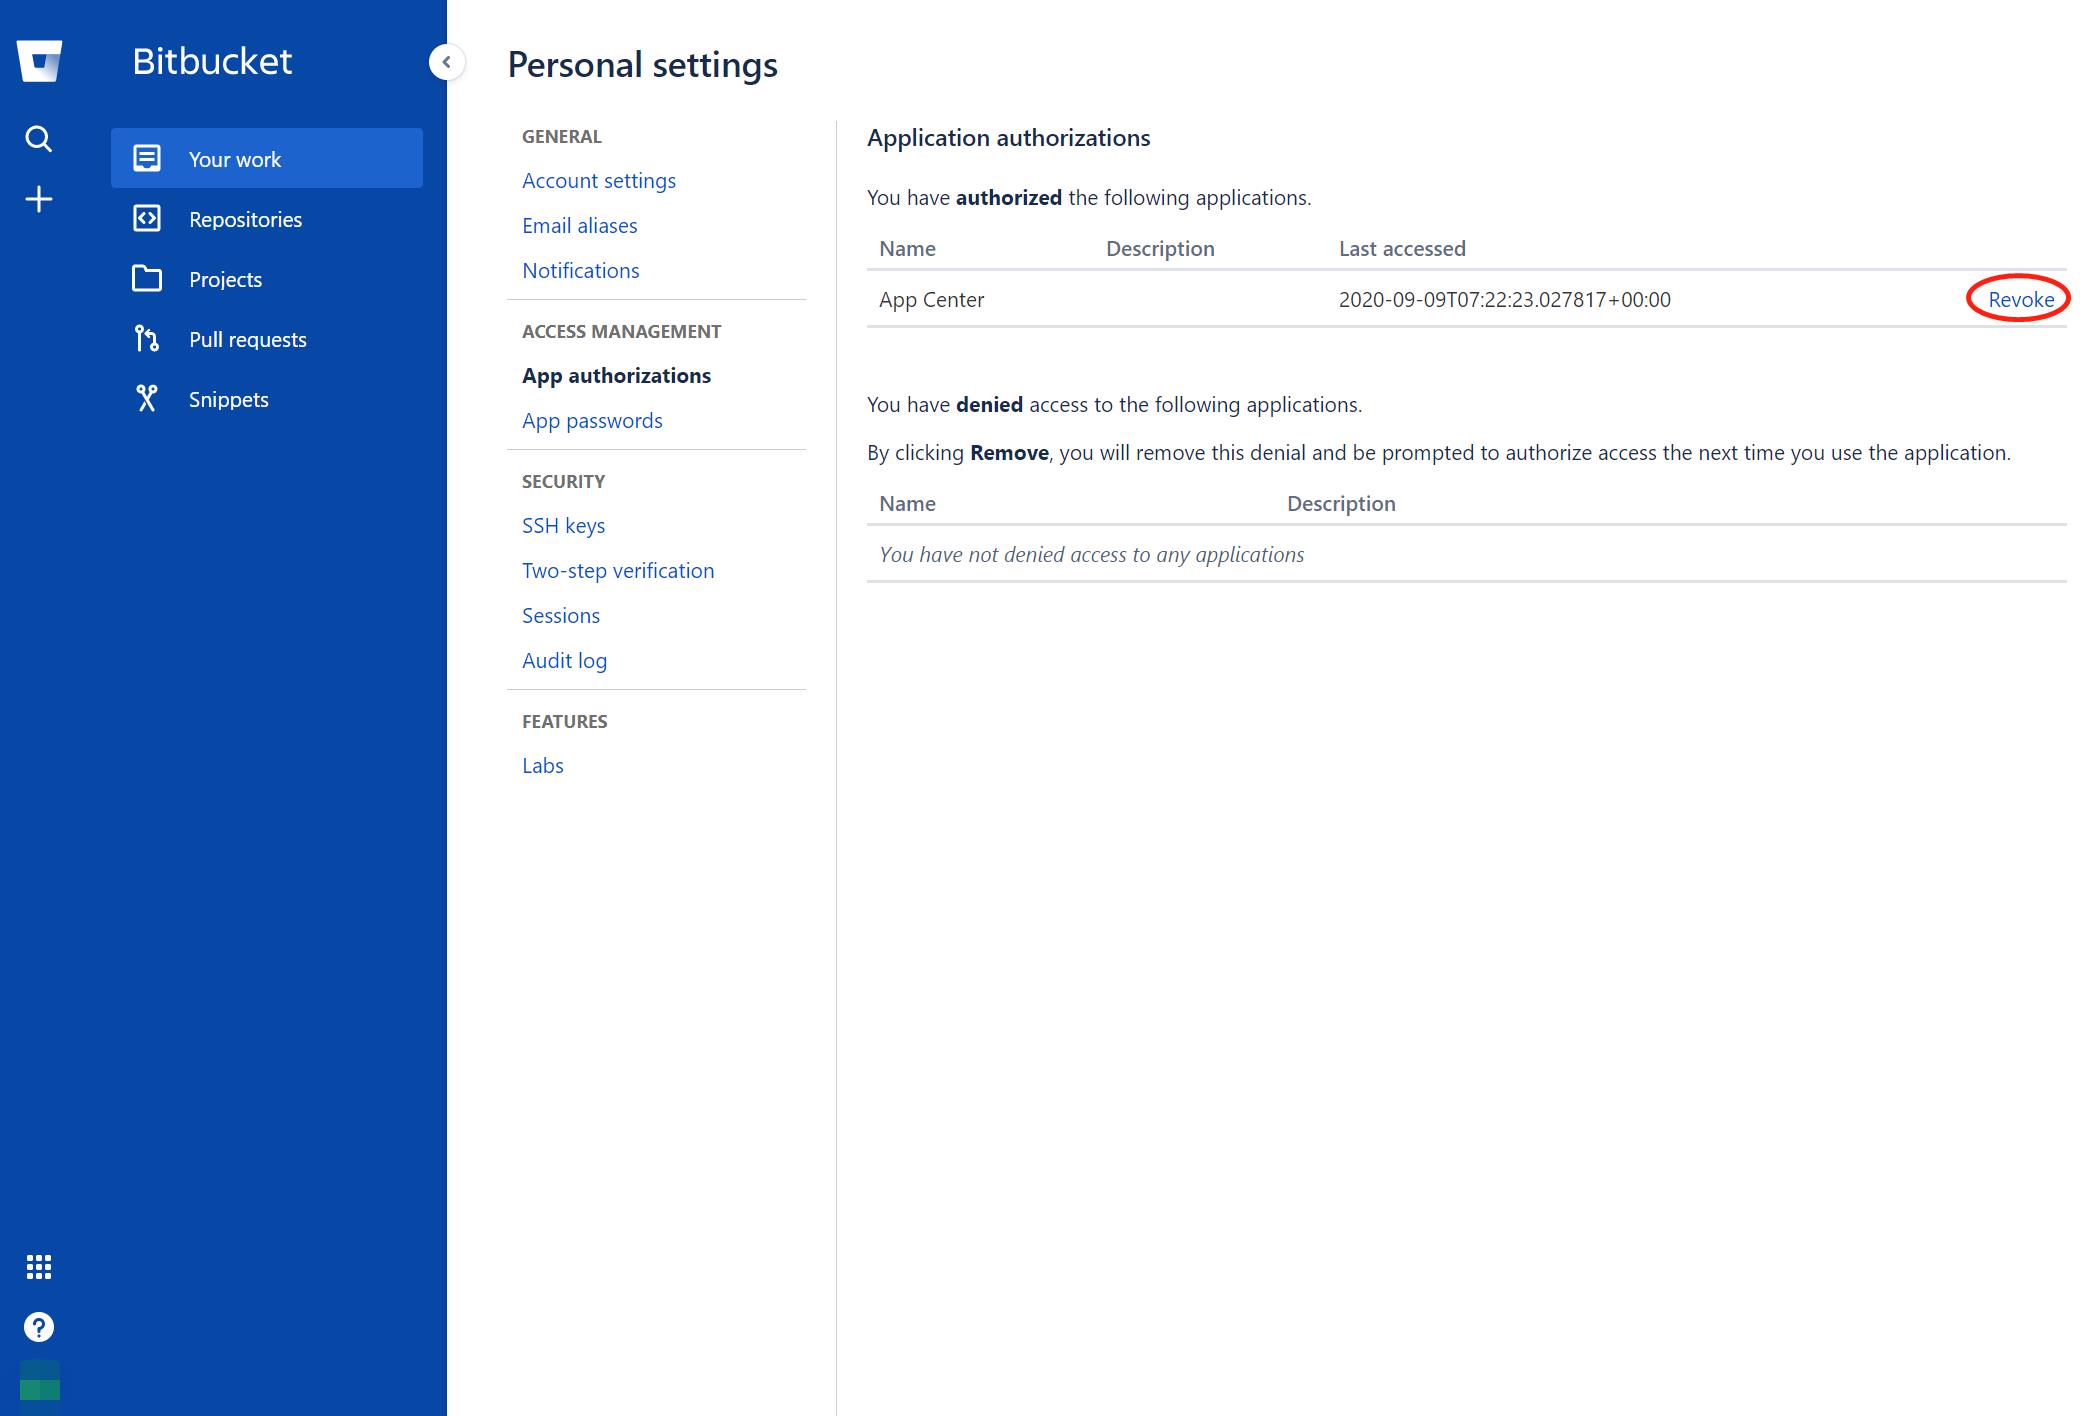 Bitbucket
Your work
Repositories
Projects
Pull requests
Snippets
Personal settings
GENERAL
Account settings
Email aliases
Notifications
ACCESS MANAGEMENT
App authorizations
App passwords
SECURITY
SSH keys
Two-step verification
Sessions
Audit log
FEATURES
Labs
Application authorizations
You have authorized the following applications.
Name Description Last accessed
App Center 2020-09-09T07:22:23.027817+00:00 Revoke
You have denied access to the following applications.
By clicking Remove, you will remove this denial and be prompted to authorize access the next time you use the application.
Name Description
You have not denied access to any applications